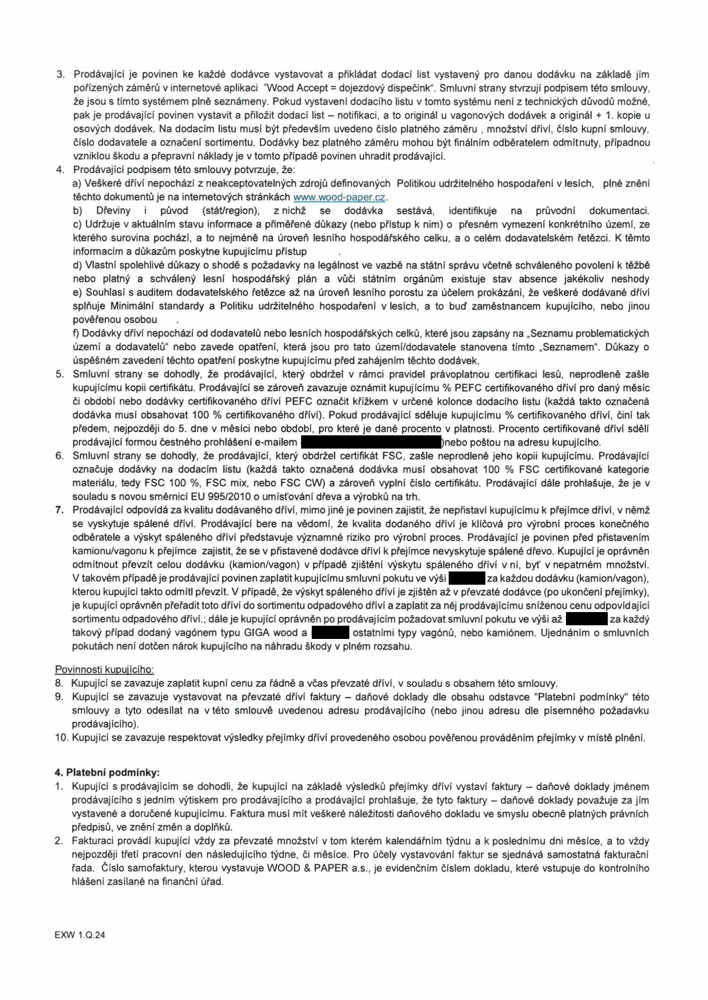 3. Prodávající je povinen ke každé dodávce vystavovat a přikládat dodací list vystavený pro danou dodávku na základě jím
pořízených záměrů v internetové aplikaci "Wood Accept = dojezdový dispečink“. Smluvní strany stvrzují podpisem této smlouvy,
že jsou s tímto systémem plně seznámeny. Pokud vystavení dodacího listu v tomto systému není z technických důvodů možné,
pak je prodávající povinen vystavit a přiložit dodací list – notifikaci, a to originál u vagonových dodávek a originál + 1. kopie u
osových dodávek. Na dodacím listu musí být především uvedeno číslo platného záměru , množství dříví, číslo kupní smlouvy,
číslo dodavatele a označení sortimentu. Dodávky bez platného záměru mohou být finálním odběratelem odmítnuty, případnou
vzniklou škodu a přepravní náklady je v tomto případě povinen uhradit prodávající.
4. Prodávající podpisem této smlouvy potvrzuje, že:
a) Veškeré dříví nepochází z neakceptovatelných zdrojů definovaných Politikou udržitelného hospodaření v lesích, plné znění
těchto dokumentů je na internetových stránkách www.wood-paper.cz.
b) Dřeviny i původ (stát/region), z nichž se dodávka sestává, identifikuje na průvodní dokumentaci.
c) Udržuje v aktuálním stavu informace a přiměřené důkazy (nebo přístup k nim) o přesném vymezení konkrétního území, ze
kterého surovina pochází, a to nejméně na úroveň lesního hospodářského celku, a o celém dodavatelském řetězci. K těmto
informacím a důkazům poskytne kupujícímu přístup .
d) Vlastní spolehlivé důkazy o shodě s požadavky na legálnost ve vazbě na státní správu včetně schváleného povolení k těžbě
nebo platný a schválený lesní hospodářský plán a vůči státním orgánům existuje stav absence jakékoliv neshody
e) Souhlasí s auditem dodavatelského řetězce až na úroveň lesního porostu za účelem prokázání, že veškeré dodávané dříví
splňuje Minimální standardy a Politiku udržitelného hospodaření v lesích, a to buď zaměstnancem kupujícího, nebo jinou
pověřenou osobou .
f) Dodávky dříví nepochází od dodavatelů nebo lesních hospodářských celků, které jsou zapsány na „Seznamu problematických
území a dodavatelů“ nebo zavede opatření, která jsou pro tato území/dodavatele stanovena tímto „Seznamem“. Důkazy o
úspěšném zavedení těchto opatření poskytne kupujícímu před zahájením těchto dodávek.
5. Smluvní strany se dohodly, že prodávající, který obdržel v rámci pravidel právoplatnou certifikaci lesů, neprodleně zašle
kupujícímu kopii certifikátu. Prodávající se zároveň zavazuje oznámit kupujícímu % PEFC certifikovaného dříví pro daný měsíc
či období nebo dodávky certifikovaného dříví PEFC označit křížkem v určené kolonce dodacího listu (každá takto označená
dodávka musí obsahovat 100 % certifikovaného dříví). Pokud prodávající sděluje kupujícímu % certifikovaného dříví, činí tak
předem, nejpozději do 5. dne v měsíci nebo období, pro které je dané procento v platnosti. Procento certifikované dříví sdělí
prodávající formou čestného prohlášení e-mailem )nebo poštou na adresu kupujícího.
6. Smluvní strany se dohodly, že prodávající, který obdržel certifikát FSC, zašle neprodleně jeho kopii kupujícímu. Prodávající
označuje dodávky na dodacím listu (každá takto označená dodávka musí obsahovat 100 % FSC certifikované kategorie
materiálu, tedy FSC 100 %, FSC mix, nebo FSC CW) a zároveň vyplní číslo certifikátu. Prodávající dále prohlašuje, že je v
souladu s novou směrnicí EU 995/2010 o umísťování dřeva a výrobků na trh.
7. Prodávající odpovídá za kvalitu dodávaného dříví, mimo jiné je povinen zajistit, že nepřistaví kupujícímu k přejímce dříví, v němž
se vyskytuje spálené dříví. Prodávající bere na vědomí, že kvalita dodaného dříví je klíčová pro výrobní proces konečného
odběratele a výskyt spáleného dříví představuje významné riziko pro výrobní proces. Prodávající je povinen před přistavením
kamionu/vagonu k přejímce zajistit, že se v přistavené dodávce dříví k přejímce nevyskytuje spálené dřevo. Kupující je oprávněn
odmítnout převzít celou dodávku (kamion/vagon) v případě zjištění výskytu spáleného dříví v ní, byť v nepatrném množství.
V takovém případě je prodávající povinen zaplatit kupujícímu smluvní pokutu ve výši za každou dodávku (kamion/vagon),
kterou kupující takto odmítl převzít. V případě, že výskyt spáleného dříví je zjištěn až v převzaté dodávce (po ukončení přejímky),
je kupující oprávněn přeřadit toto dříví do sortimentu odpadového dříví a zaplatit za něj prodávajícímu sníženou cenu odpovídající
sortimentu odpadového dříví.; dále je kupující oprávněn po prodávajícím požadovat smluvní pokutu ve výši až za každý
takový případ dodaný vagónem typu GIGA wood a ostatními typy vagónů, nebo kamiónem. Ujednáním o smluvních
pokutách není dotčen nárok kupujícího na náhradu škody v plném rozsahu.
Povinnosti kupujícího:
8. Kupující se zavazuje zaplatit kupní cenu za řádně a včas převzaté dříví, v souladu s obsahem této smlouvy.
9. Kupující se zavazuje vystavovat na převzaté dříví faktury – daňové doklady dle obsahu odstavce "Platební podmínky" této
smlouvy a tyto odesílat na v této smlouvě uvedenou adresu prodávajícího (nebo jinou adresu dle písemného požadavku
prodávajícího).
10. Kupující se zavazuje respektovat výsledky přejímky dříví provedeného osobou pověřenou prováděním přejímky v místě plnění.
4. Platební podmínky:
1. Kupující s prodávajícím se dohodli, že kupující na základě výsledků přejímky dříví vystaví faktury – daňové doklady jménem
prodávajícího s jedním výtiskem pro prodávajícího a prodávající prohlašuje, že tyto faktury – daňové doklady považuje za jím
vystavené a doručené kupujícímu. Faktura musí mít veškeré náležitosti daňového dokladu ve smyslu obecně platných právních
předpisů, ve znění změn a doplňků.
2. Fakturaci provádí kupující vždy za převzaté množství v tom kterém kalendářním týdnu a k poslednímu dni měsíce, a to vždy
nejpozději třetí pracovní den následujícího týdne, či měsíce. Pro účely vystavování faktur se sjednává samostatná fakturační
řada. Číslo samofaktury, kterou vystavuje WOOD & PAPER a.s., je evidenčním číslem dokladu, které vstupuje do kontrolního
hlášení zasílané na finanční úřad.
EXW 1.Q.24